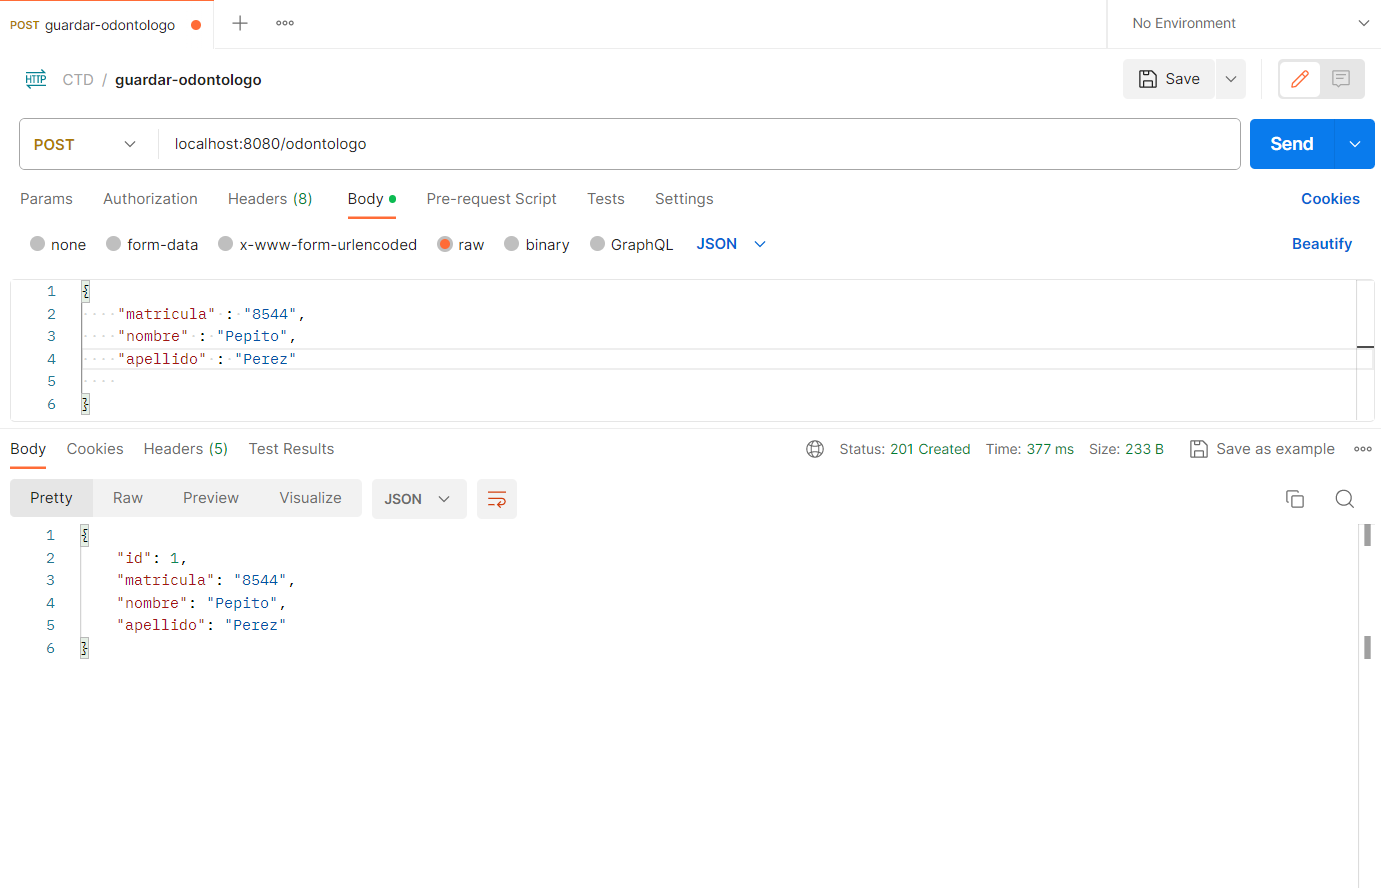 POST guardar-odontologo
No Environment
HTTP CTD / guardar-odontologo
Save
POST localhost:8080/odontologo
Send
Params Authorization Headers (8) Body Pre-request Script Tests Settings Cookies
none form-data x-www-form-urlencoded raw binary GraphQL JSON Beautify
1 {
2 "matricula" : "8544",
3 "nombre" : "Pepito",
4 "apellido" : "Perez"
5
6 }
Body Cookies Headers (5) Test Results Status: 201 Created Time: 377 ms Size: 233 B Save as example
Pretty Raw Preview Visualize JSON
1 {
2 "id": 1,
3 "matricula": "8544",
4 "nombre": "Pepito",
5 "apellido": "Perez"
6 }